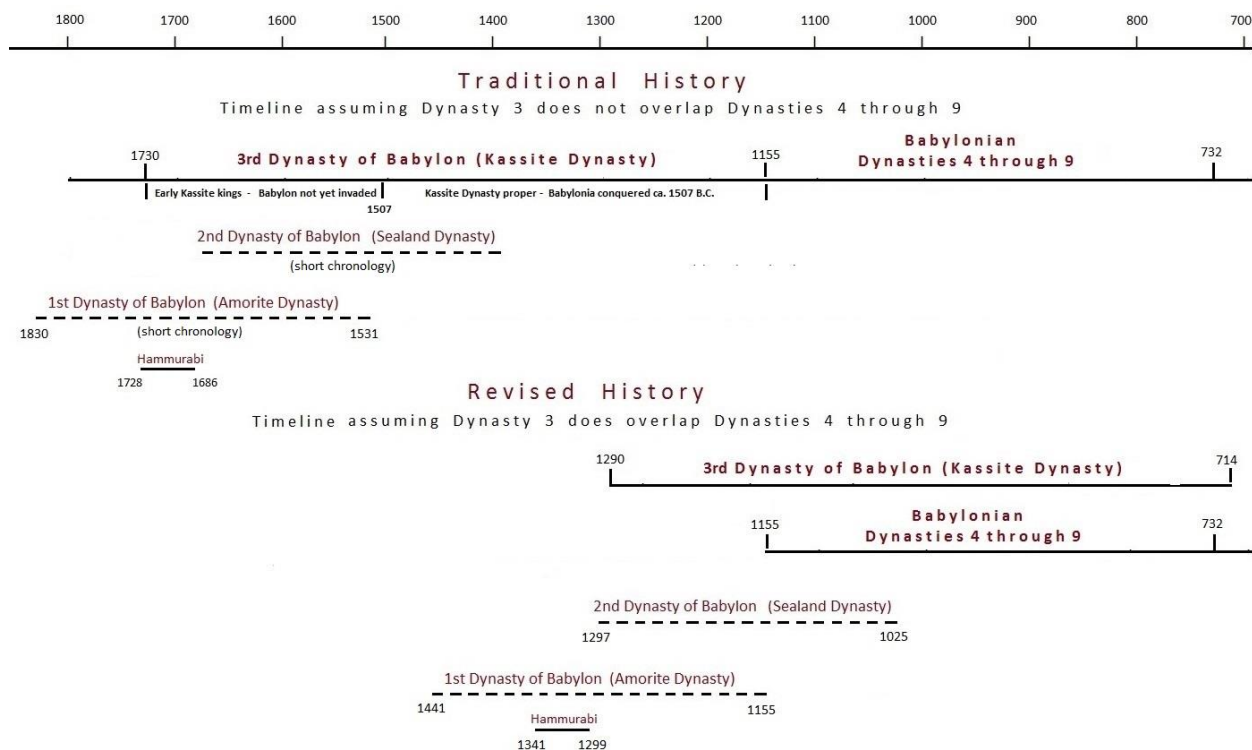 1800 1700 1600 1500 1400 1300 1200 1100 1000 900 800 700
Traditional History
Timeline assuming Dynasty 3 does not overlap Dynasties 4 through 9
1730 3rd Dynasty of Babylon (Kassite Dynasty) 1155 Babylonian
Dynasties 4 through 9 732
Early Kassite kings - Babylon not yet invaded Kassite Dynasty proper - Babylonia conquered ca. 1507 B.C.
1507
2nd Dynasty of Babylon (Sealand Dynasty)
(short chronology)
1st Dynasty of Babylon (Amorite Dynasty)
1830 (short chronology) 1531
Hammurabi
1728 1686
Revised History
Timeline assuming Dynasty 3 does overlap Dynasties 4 through 9
1290 3rd Dynasty of Babylon (Kassite Dynasty) 714
Babylonian
1155 Dynasties 4 through 9 732
2nd Dynasty of Babylon (Sealand Dynasty)
1297 1025
1st Dynasty of Babylon (Amorite Dynasty)
1441 1155
Hammurabi
1341 1299